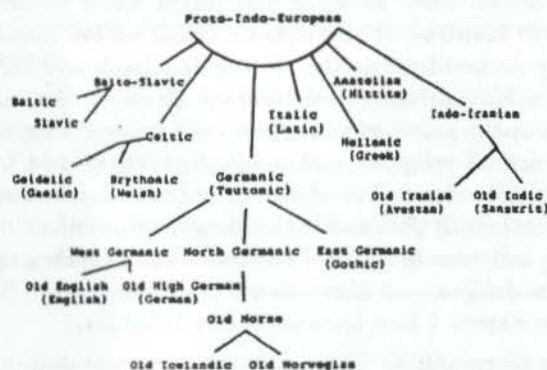 Proto-Indo-European
Balto-Slavic
Anatolian
(Hittite)
Baltic
Indo-Iranian
Slavic
Italic
(Latin)
Celtic
Hellenic
(Greek)
Goidelic
(Gaelic)
Brythonic
(Welsh)
Germanic
(Teutonic)
Old Iranian
(Avestan)
Old Indic
(Sanskrit)
West Germanic
North Germanic
East Germanic
(Gothic)
Old English
(English)
Old High German
(German)
Old Norse
Old Icelandic
Old Norwegian